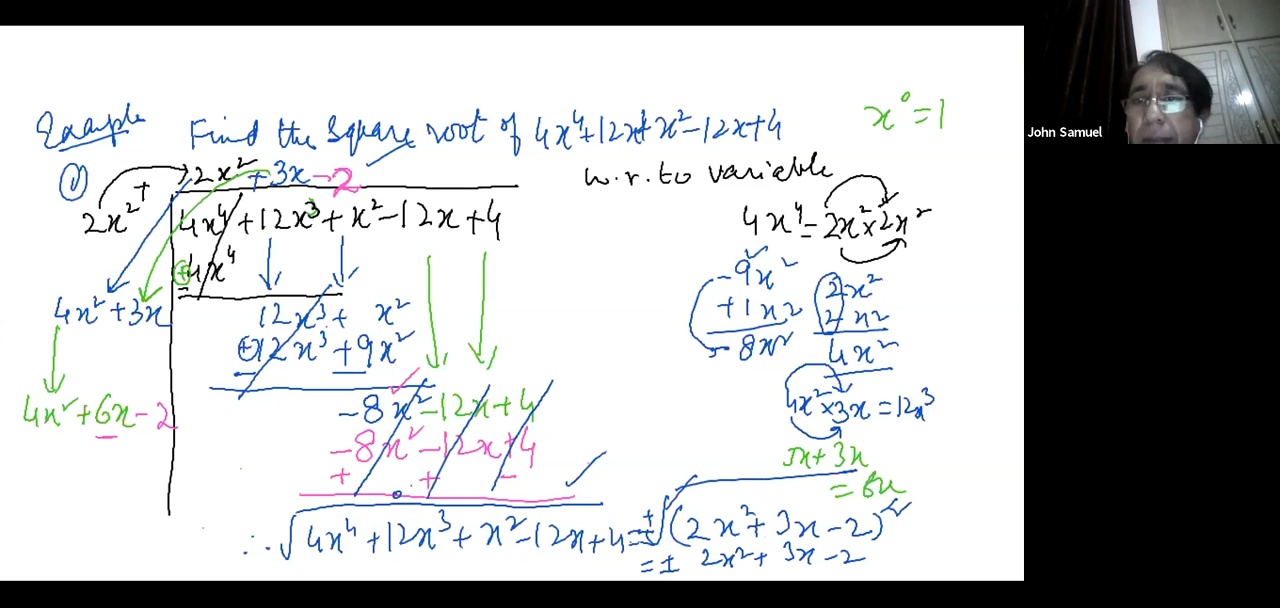 Example Find the square root of 4x⁴+12x³+x²-12x+4
x⁰=1
John Samuel
(i) 2x²+3x-2
w.r.to variable
2x²+ 4x⁴+12x³+x²-12x+4
4x⁴=2x²×2x²
±4x⁴
-9x² 2x²
4x²+3x 12x³+ x²
+1x² 2x²
±12x³+9x²
-8x² 4x²
4x²+6x-2 -8x²-12x+4
4x²×3x=12x³
-8x²-12x+4
3x+3x
+ + -
=6x
∴ √4x⁴+12x³+x²-12x+4=±√(2x²+3x-2)²
=± 2x²+3x-2